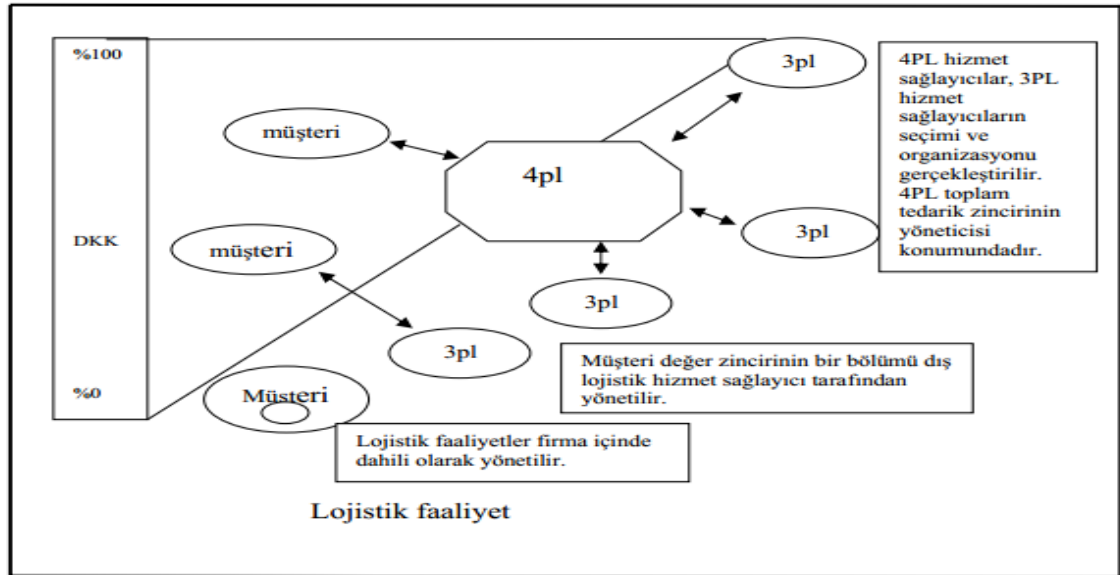 %100
3pl
4PL hizmet
sağlayıcılar, 3PL
hizmet
sağlayıcıların
seçimi ve
organizasyonu
gerçekleştirilir.
4PL toplam
tedarik zincirinin
yöneticisi
konumundadır.
müşteri
4pl
DKK
müşteri
3pl
3pl
3pl
%0
Müşteri
Müşteri değer zincirinin bir bölümü dış
lojistik hizmet sağlayıcı tarafından
yönetilir.
Lojistik faaliyetler firma içinde
dahili olarak yönetilir.
Lojistik faaliyet